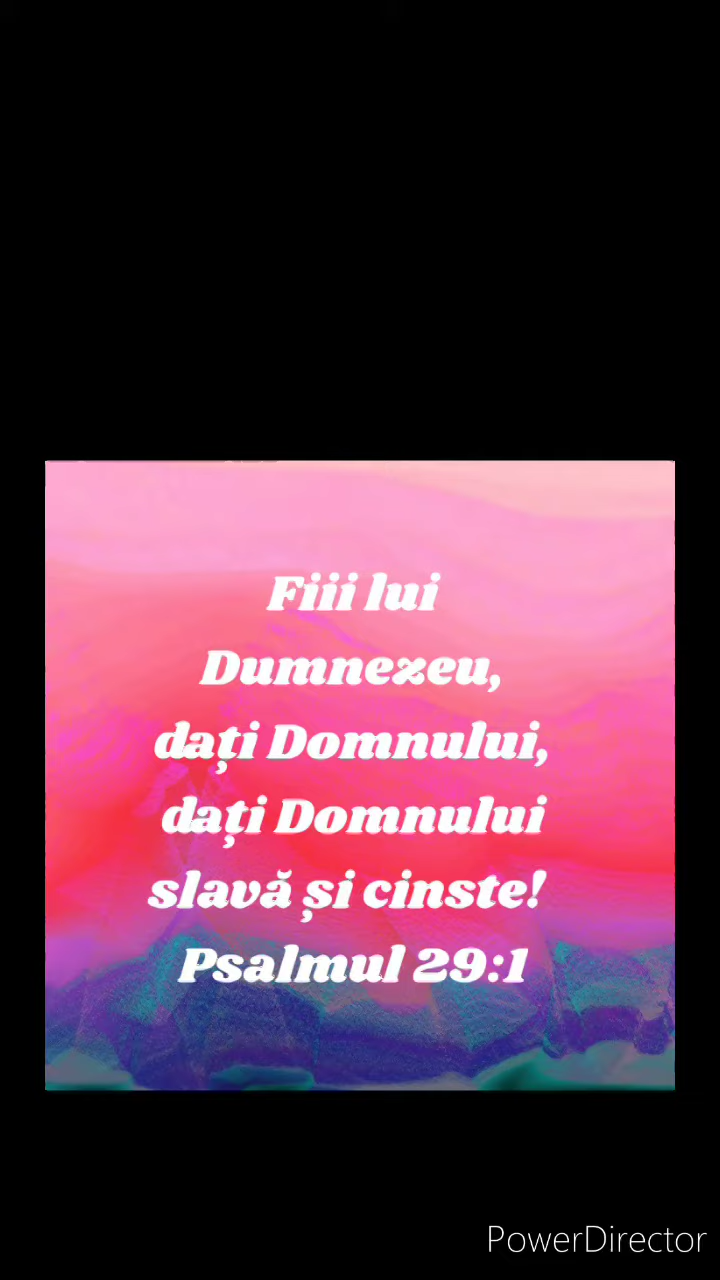 Fiii lui
Dumnezeu,
dați Domnului,
dați Domnului
slavă și cinste!
Psalmul 29:1
PowerDirector